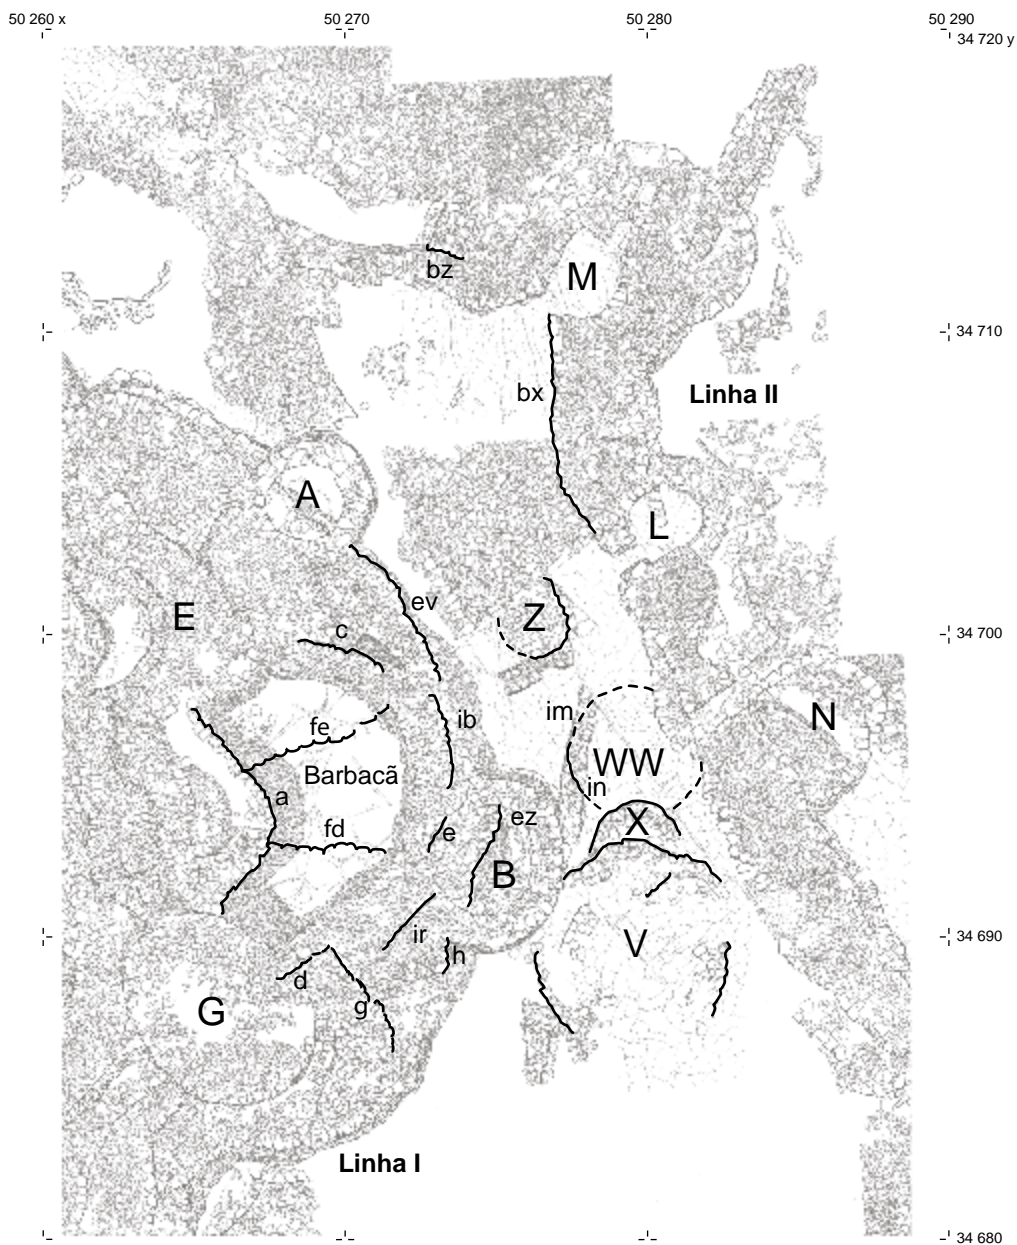 50 260 x
50 270
50 280
50 290
34 720 y
bz
M
34 710
bx
Linha II
A
L
ev
E
c
Z
34 700
ib
im
N
fe
WW
Barbacã
in
a
ez
X
fd
e
B
ir
V
34 690
h
d
g
G
Linha I
34 680